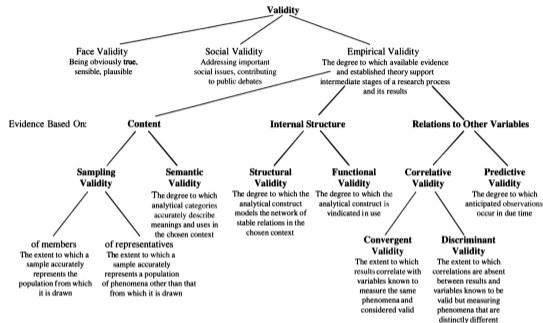 Validity
Face Validity
Being obviously true,
sensible, plausible
Social Validity
Addressing important
social issues, contributing
to public debates
Empirical Validity
The degree to which available evidence
and established theory support
intermediate stages of a research process
and its results
Evidence Based On:
Content
Internal Structure
Relations to Other Variables
Sampling
Validity
Semantic
Validity
The degree to which
analytical categories
accurately describe
meanings and uses in
the chosen context
Structural
Validity
The degree to which the
analytical construct
models the network of
stable relations in the
chosen context
Functional
Validity
The degree to which the
analytical construct is
vindicated in use
Correlative
Validity
Predictive
Validity
The degree to which
anticipated observations
occur in due time
of members
The extent to which a
sample accurately
represents the
population from which
it is drawn
of representatives
The extent to which a
sample accurately
represents a population
of phenomena other than that
from which it is drawn
Convergent
Validity
The extent to which
results correlate with
variables known to
measure the same
phenomena and
considered valid
Discriminant
Validity
The extent to which
correlations are absent
between results and
variables known to be
valid but measuring
phenomena that are
distinctly different